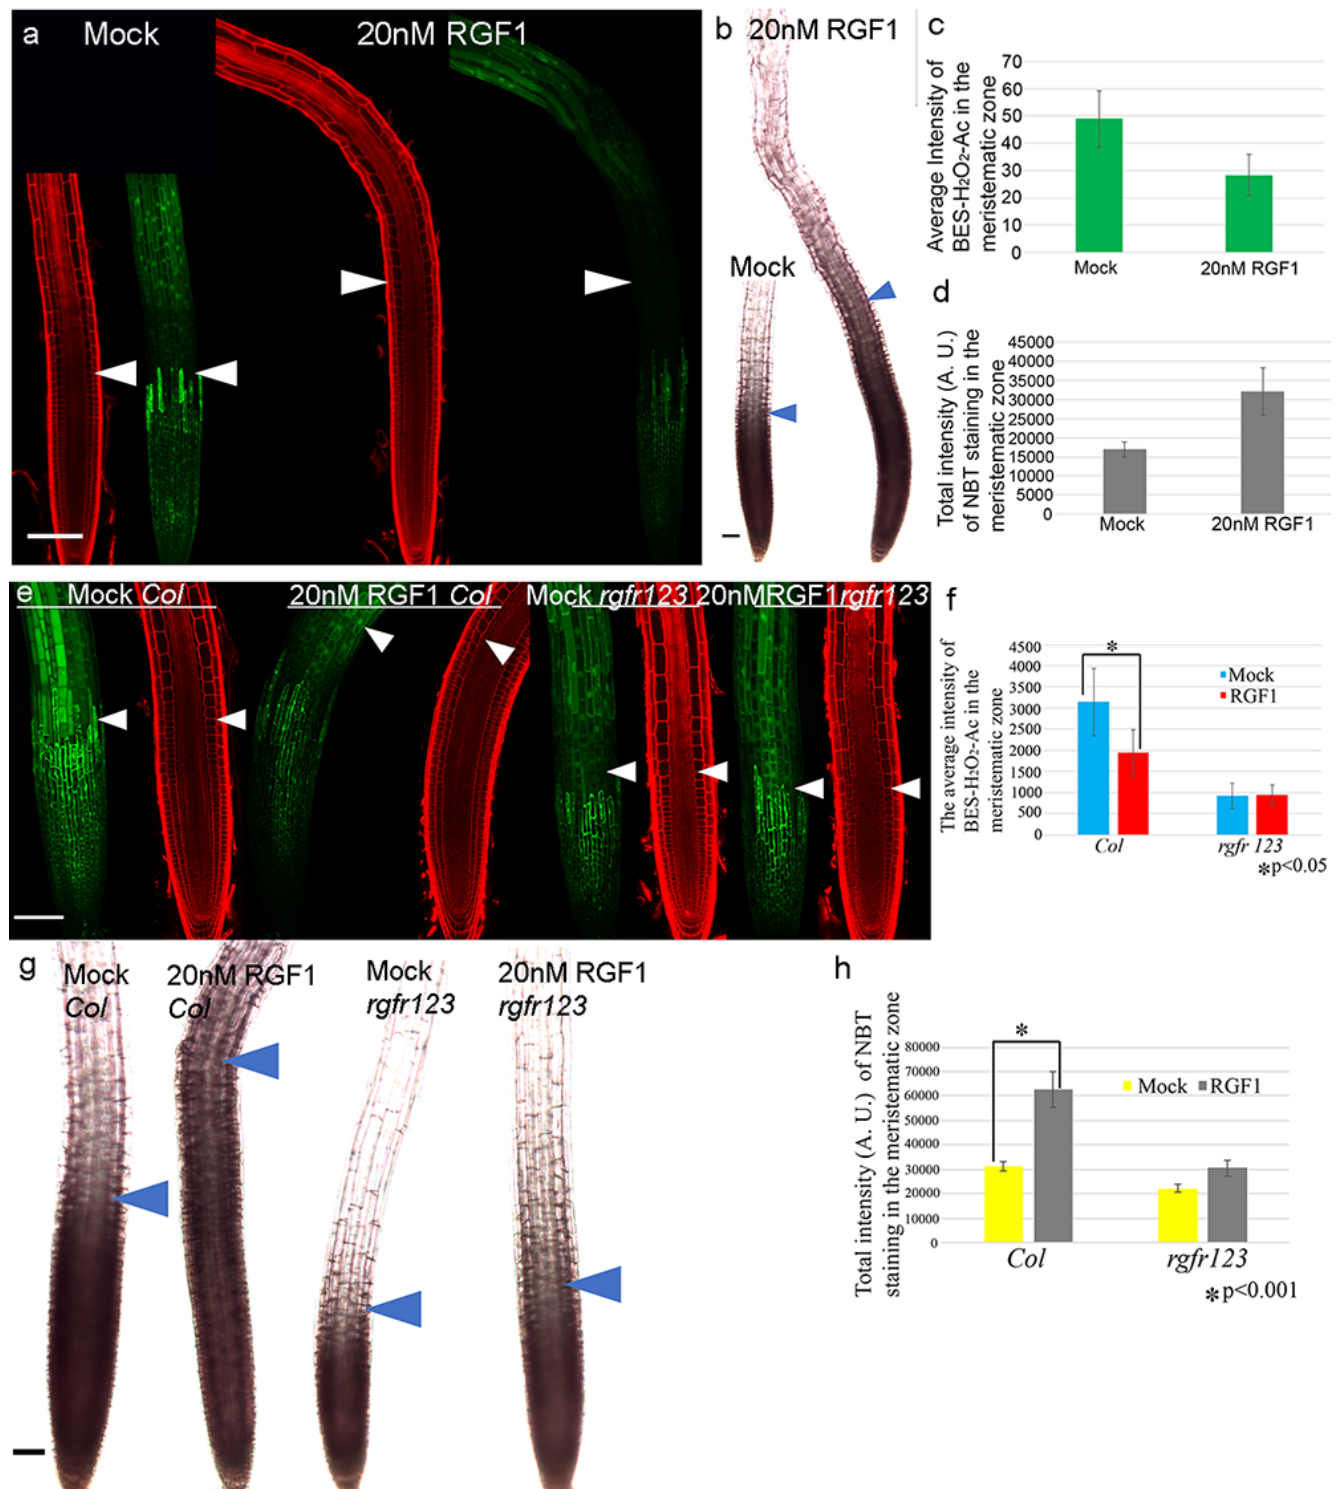 a Mock 20nM RGF1
b 20nM RGF1
Mock
c
Average Intensity of
BES-H₂O₂-Ac in the
meristematic zone
70
60
50
40
30
20
10
0
Mock 20nM RGF1
d
Total intensity (A. U.)
of NBT staining in the
meristematic zone
45000
40000
35000
30000
25000
20000
15000
10000
5000
0
Mock 20nM RGF1
e Mock Col 20nM RGF1 Col Mock rgfr123 20nMRGF1rgfr123
f
The average intensity of
BES-H₂O₂-Ac in the
meristematic zone
4500
4000
3500
3000
2500
2000
1500
1000
500
0
*
Mock
RGF1
Col rgfr 123
*p<0.05
g Mock
Col
20nM RGF1
Col
Mock
rgfr123
20nM RGF1
rgfr123
h
Total intensity (A. U.) of NBT
staining in the meristematic zone
80000
70000
60000
50000
40000
30000
20000
10000
0
*
Mock RGF1
Col rgfr123
*p<0.001